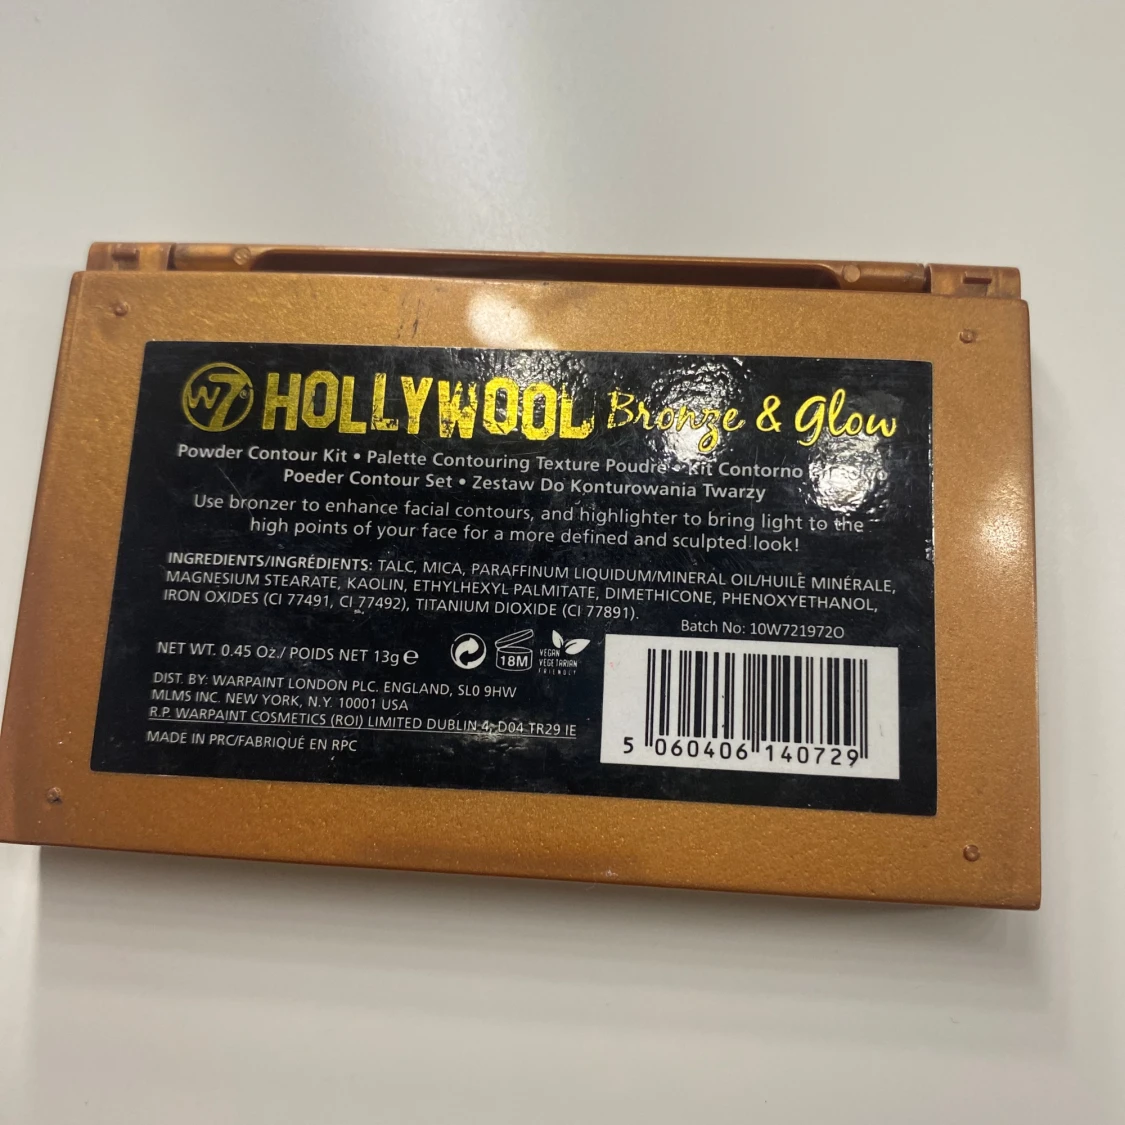 W7 HOLLYWOOD Bronze & Glow
Powder Contour Kit • Palette Contouring Texture Poudre • Kit Contorno
Poeder Contour Set • Zestaw Do Konturowania Twarzy
Use bronzer to enhance facial contours, and highlighter to bring light to the
high points of your face for a more defined and sculpted look!
INGREDIENTS/INGRÉDIENTS: TALC, MICA, PARAFFINUM LIQUIDUM/MINERAL OIL/HUILE MINÉRALE,
MAGNESIUM STEARATE, KAOLIN, ETHYLHEXYL PALMITATE, DIMETHICONE, PHENOXYETHANOL,
IRON OXIDES (CI 77491, CI 77492), TITANIUM DIOXIDE (CI 77891).
Batch No: 10W721972O
NET WT. 0.45 Oz./ POIDS NET 13g e
18M
VEGAN
VEGETARIAN
FRIENDLY
DIST. BY: WARPAINT LONDON PLC. ENGLAND, SL0 9HW
MLMS INC. NEW YORK, N.Y. 10001 USA
R.P. WARPAINT COSMETICS (ROI) LIMITED DUBLIN 4, D04 TR29 IE
MADE IN PRC/FABRIQUÉ EN RPC
5 060406 140729